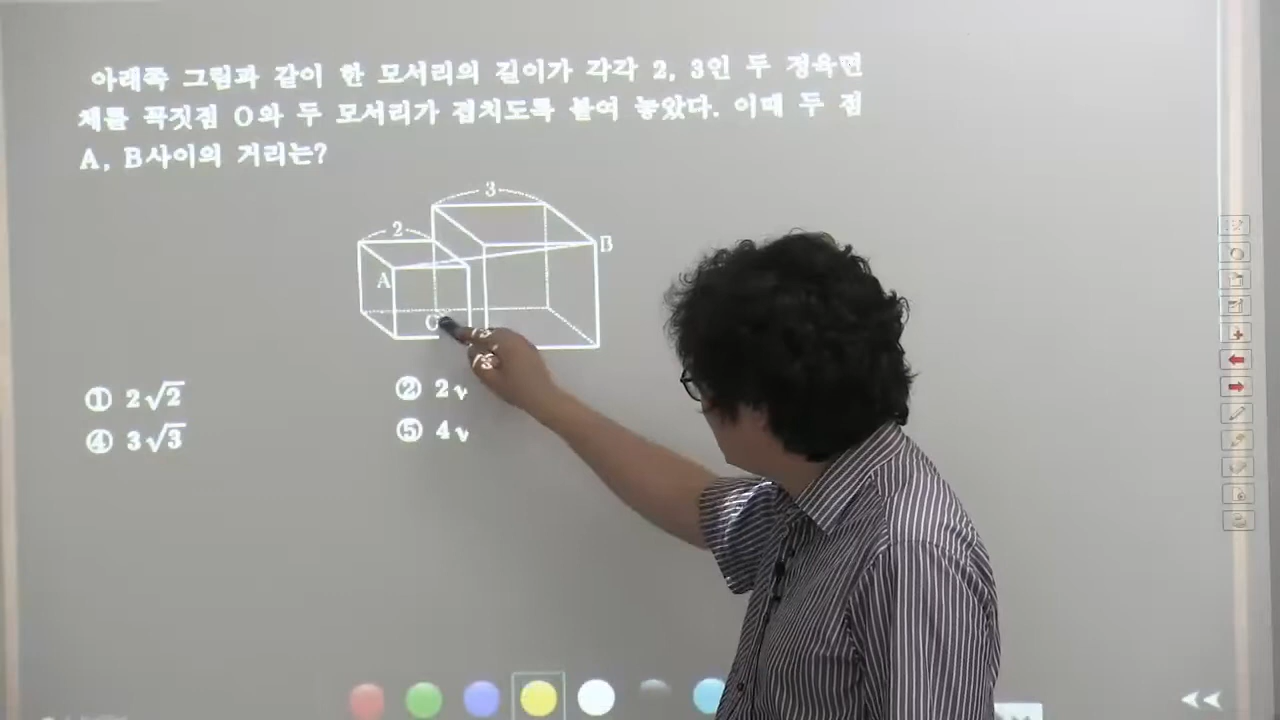 아래쪽 그림과 같이 한 모서리의 길이가 각각 2, 3인 두 정육면
체를 꼭짓점 O와 두 모서리가 겹치도록 붙여 놓았다. 이때 두 점
A, B사이의 거리는?
3
2
B
A
① 2√2
② 2√
④ 3√3
⑤ 4√